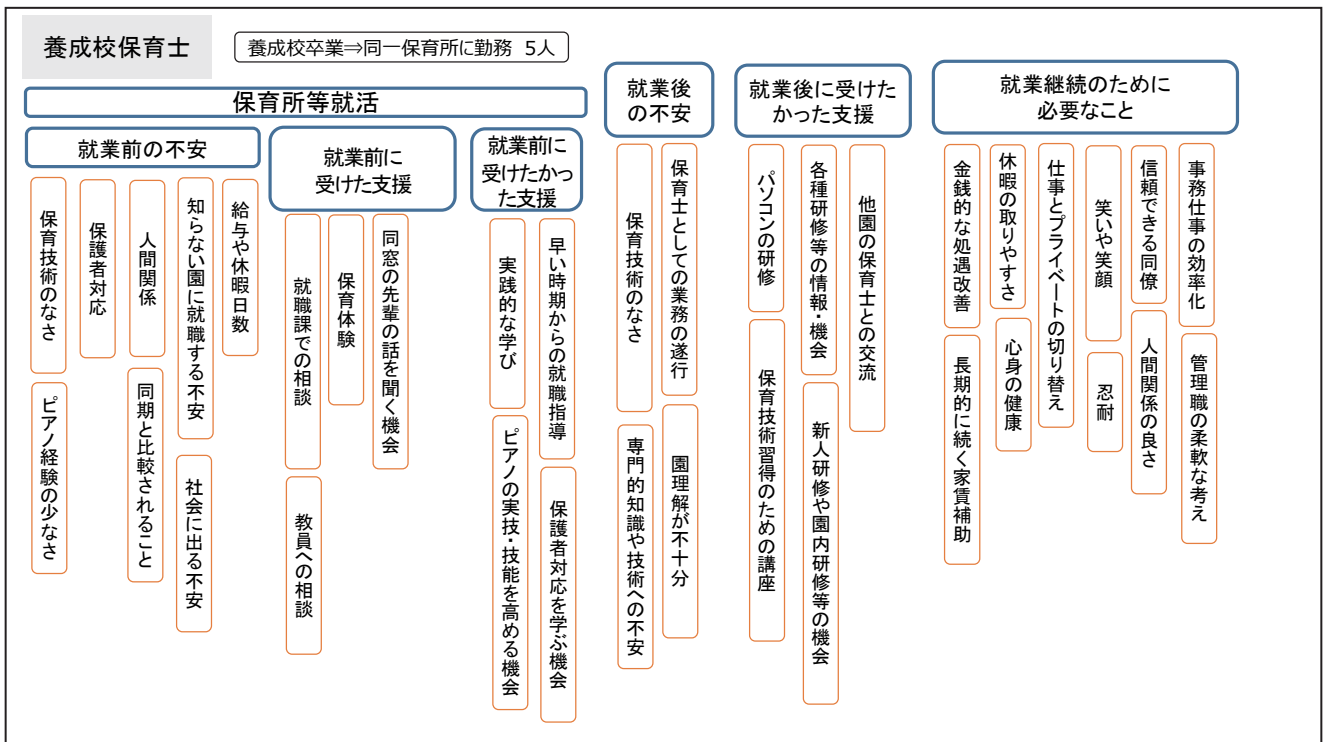 養成校保育士
養成校卒業⇒同一保育所に勤務 5人
保育所等就活
就業前の不安
保育技術のなさ
ピアノ経験の少なさ
保護者対応
人間関係
同期と比較されること
知らない園に就職する不安
社会に出る不安
給与や休暇日数
就業前に
受けた支援
就職課での相談
教員への相談
保育体験
同窓の先輩の話を聞く機会
就業前に
受けたかっ
た支援
実践的な学び
ピアノの実技・技能を高める機会
早い時期からの就職指導
保護者対応を学ぶ機会
就業後
の不安
保育技術のなさ
専門的知識や技術への不安
保育士としての業務の遂行
園理解が不十分
就業後に受けた
かった支援
パソコンの研修
保育技術習得のための講座
各種研修等の情報・機会
新人研修や園内研修等の機会
他園の保育士との交流
就業継続のために
必要なこと
金銭的な処遇改善
長期的に続く家賃補助
休暇の取りやすさ
心身の健康
仕事とプライベートの切り替え
笑いや笑顔
忍耐
信頼できる同僚
人間関係の良さ
事務仕事の効率化
管理職の柔軟な考え